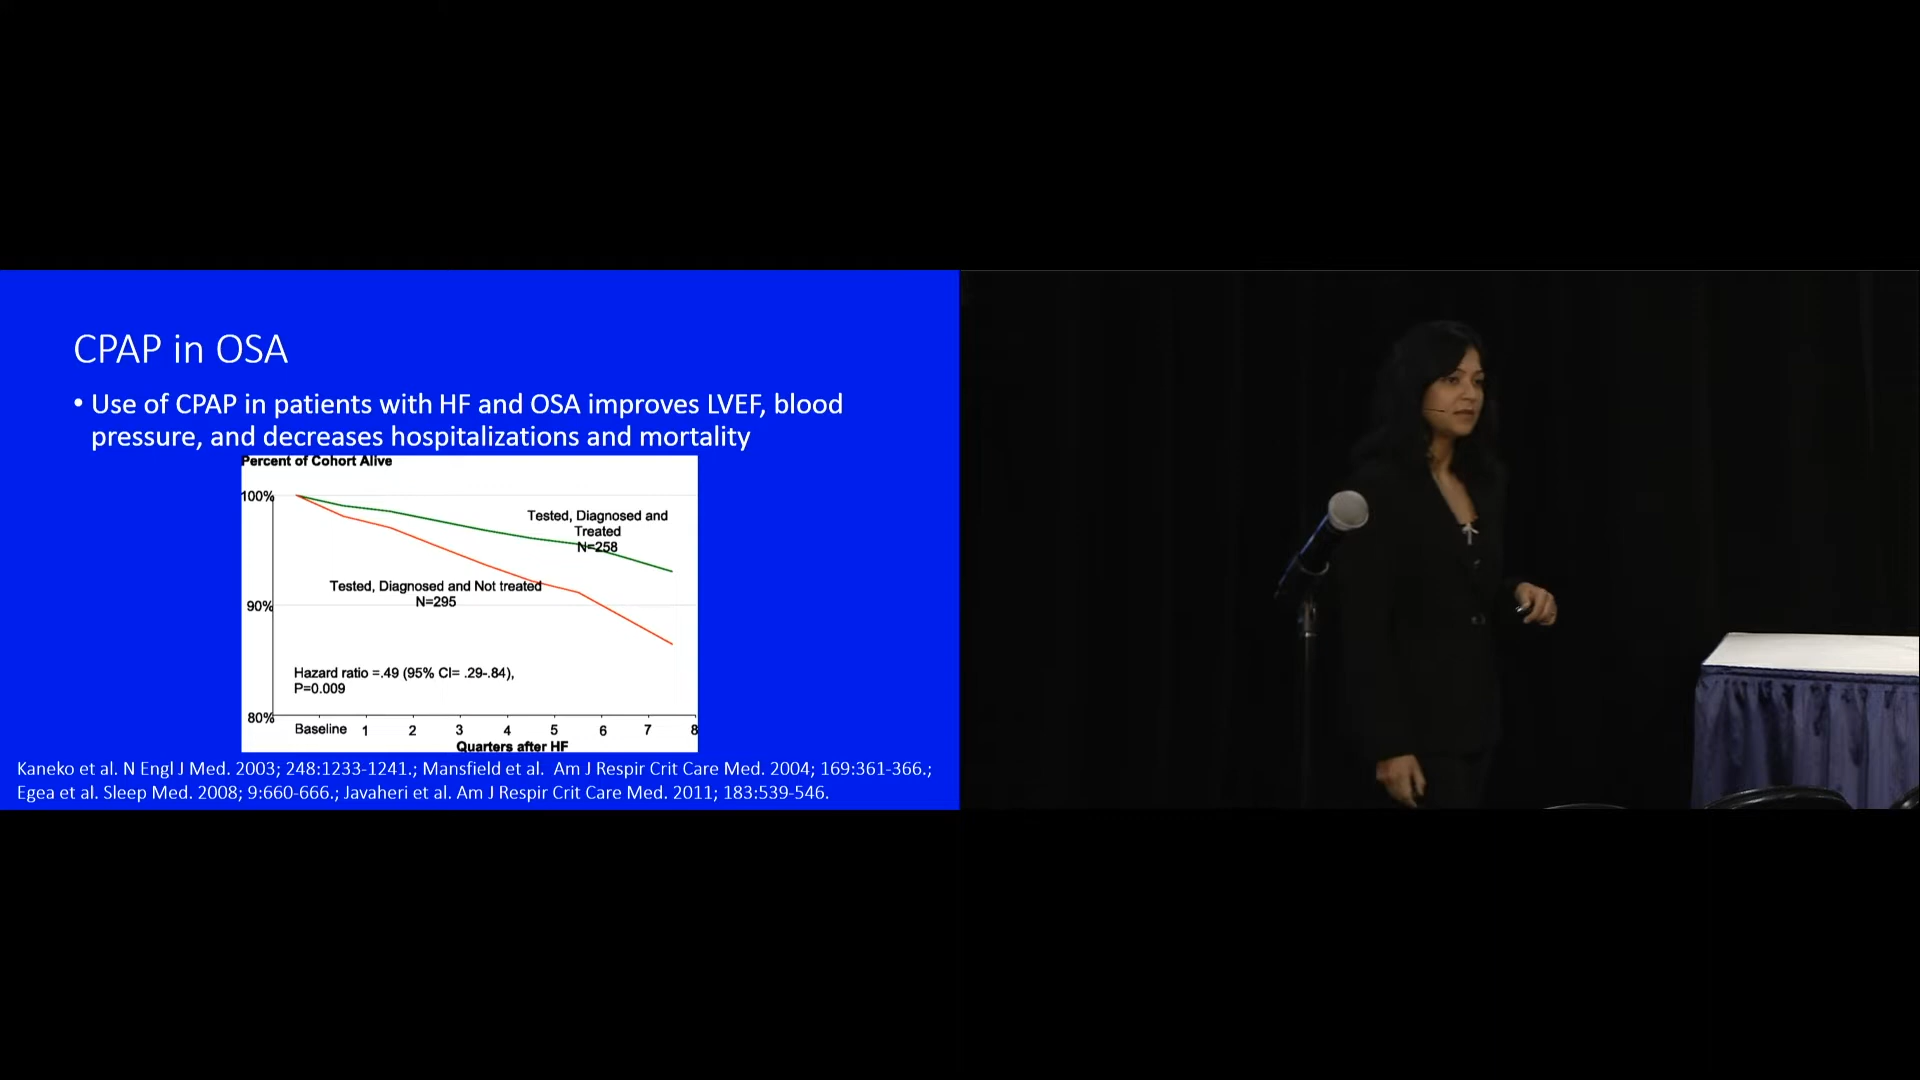 CPAP in OSA
• Use of CPAP in patients with HF and OSA improves LVEF, blood
pressure, and decreases hospitalizations and mortality
Percent of Cohort Alive
100%
Tested, Diagnosed and
Treated
N=258
Tested, Diagnosed and Not treated
N=295
90%
Hazard ratio =.49 (95% CI= .29-.84),
P=0.009
80%
Baseline 1 2 3 4 5 6 7 8
Quarters after HF
Kaneko et al. N Engl J Med. 2003; 248:1233-1241.; Mansfield et al. Am J Respir Crit Care Med. 2004; 169:361-366.;
Egea et al. Sleep Med. 2008; 9:660-666.; Javaheri et al. Am J Respir Crit Care Med. 2011; 183:539-546.